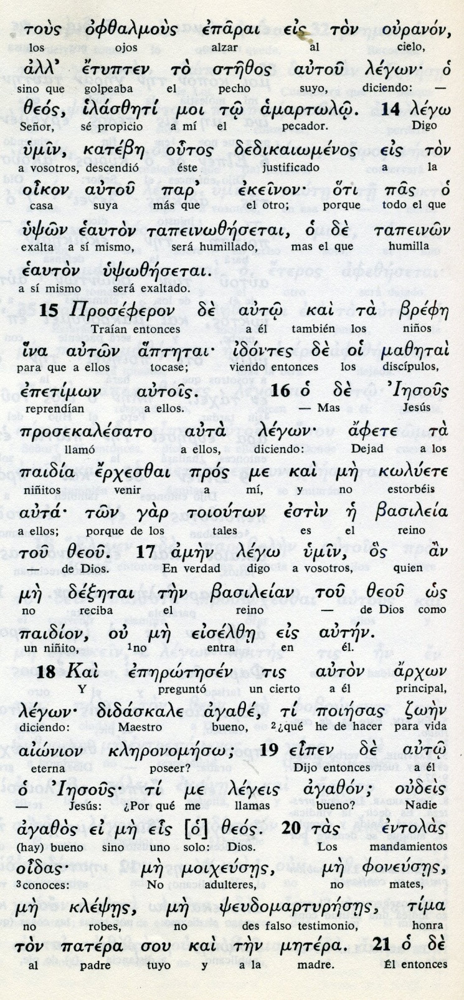 τοὺς ὀφθαλμοὺς ἐπᾶραι εἰς τὸν οὐρανόν,
los ojos alzar al cielo,
ἀλλ’ ἔτυπτεν τὸ στῆθος αὐτοῦ λέγων· ὁ
sino que golpeaba el pecho suyo, diciendo: —
θεός, ἱλάσθητί μοι τῷ ἁμαρτωλῷ. 14 λέγω
Señor, sé propicio a mí el pecador. Digo
ὑμῖν, κατέβη οὗτος δεδικαιωμένος εἰς τὸν
a vosotros, descendió éste justificado a la
οἶκον αὐτοῦ παρ’ ἐκεῖνον· ὅτι πᾶς ὁ
casa suya más que el otro; porque todo el que
ὑψῶν ἑαυτὸν ταπεινωθήσεται, ὁ δὲ ταπεινῶν
exalta a sí mismo, será humillado, mas el que humilla
ἑαυτὸν ὑψωθήσεται.
a sí mismo será exaltado.
15 Προσέφερον δὲ αὐτῷ καὶ τὰ βρέφη
Traían entonces a él también los niños
ἵνα αὐτῶν ἅπτηται· ἰδόντες δὲ οἱ μαθηταὶ
para que a ellos tocase; viendo entonces los discípulos,
ἐπετίμων αὐτοῖς. 16 ὁ δὲ Ἰησοῦς
reprendían a ellos. — Mas Jesús
προσεκαλέσατο αὐτὰ λέγων· ἄφετε τὰ
llamó a ellos, diciendo: Dejad a los
παιδία ἔρχεσθαι πρός με καὶ μὴ κωλύετε
niñitos venir a mí, y no estorbéis
αὐτά· τῶν γὰρ τοιούτων ἐστὶν ἡ βασιλεία
a ellos; porque de los tales es el reino
τοῦ θεοῦ. 17 ἀμὴν λέγω ὑμῖν, ὃς ἂν
— de Dios. En verdad digo a vosotros, quien
μὴ δέξηται τὴν βασιλείαν τοῦ θεοῦ ὡς
no reciba el reino — de Dios como
παιδίον, οὐ μὴ εἰσέλθῃ εἰς αὐτήν.
un niñito, ¹no entra en él.
18 Καὶ ἐπηρώτησέν τις αὐτὸν ἄρχων
Y preguntó un cierto a él principal,
λέγων· διδάσκαλε ἀγαθέ, τί ποιήσας ζωὴν
diciendo: Maestro bueno, ²¿qué he de hacer para vida
αἰώνιον κληρονομήσω; 19 εἶπεν δὲ αὐτῷ
eterna poseer? Dijo entonces a él
ὁ Ἰησοῦς· τί με λέγεις ἀγαθόν; οὐδεὶς
— Jesús: ¿Por qué me llamas bueno? Nadie
ἀγαθὸς εἰ μὴ εἷς [ὁ] θεός. 20 τὰς ἐντολὰς
(hay) bueno sino uno solo: Dios. Los mandamientos
οἶδας· μὴ μοιχεύσῃς, μὴ φονεύσῃς,
³conoces: No adulteres, no mates,
μὴ κλέψῃς, μὴ ψευδομαρτυρήσῃς, τίμα
no robes, no des falso testimonio, honra
τὸν πατέρα σου καὶ τὴν μητέρα. 21 ὁ δὲ
al padre tuyo y a la madre. Él entonces